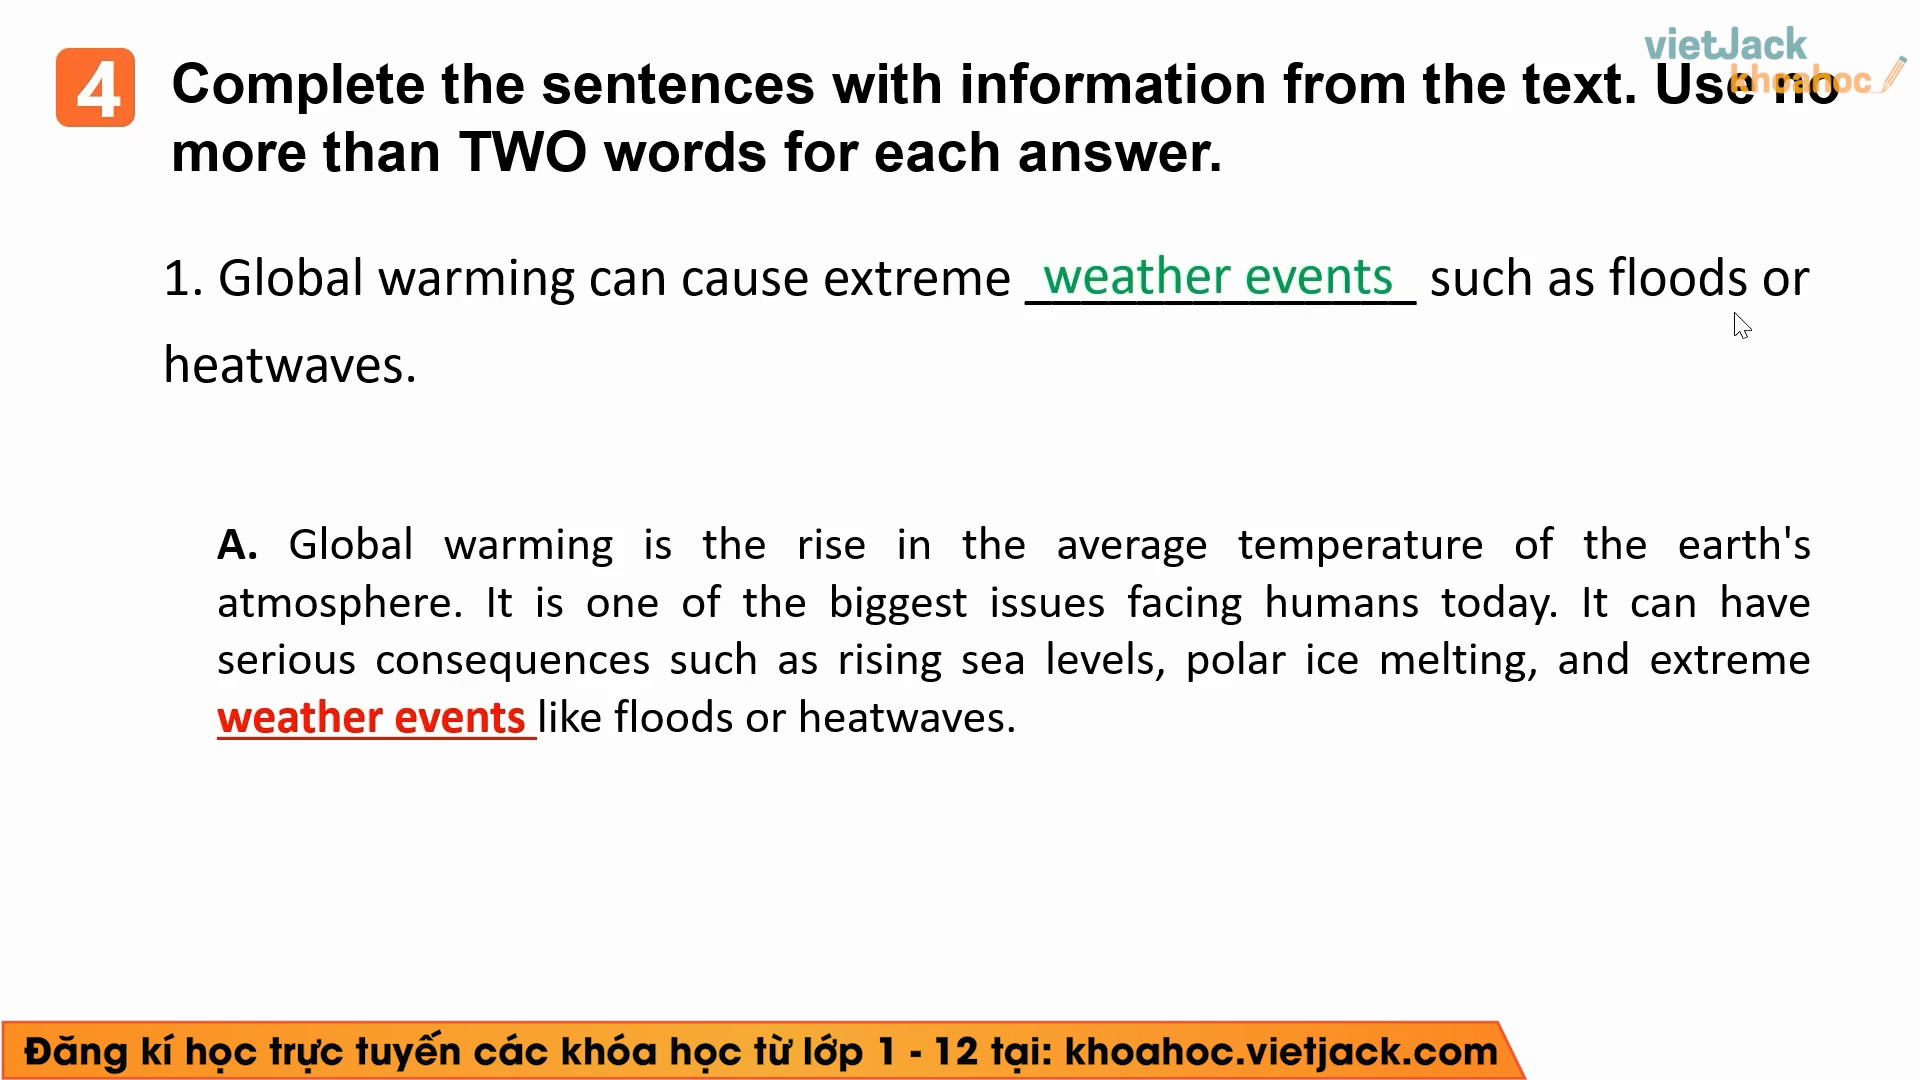 vietJack
khoahoc
4
Complete the sentences with information from the text. Use no
more than TWO words for each answer.
1. Global warming can cause extreme weather events such as floods or
heatwaves.
A. Global warming is the rise in the average temperature of the earth's
atmosphere. It is one of the biggest issues facing humans today. It can have
serious consequences such as rising sea levels, polar ice melting, and extreme
weather events like floods or heatwaves.
Đăng kí học trực tuyến các khóa học từ lớp 1 - 12 tại: khoahoc.vietjack.com